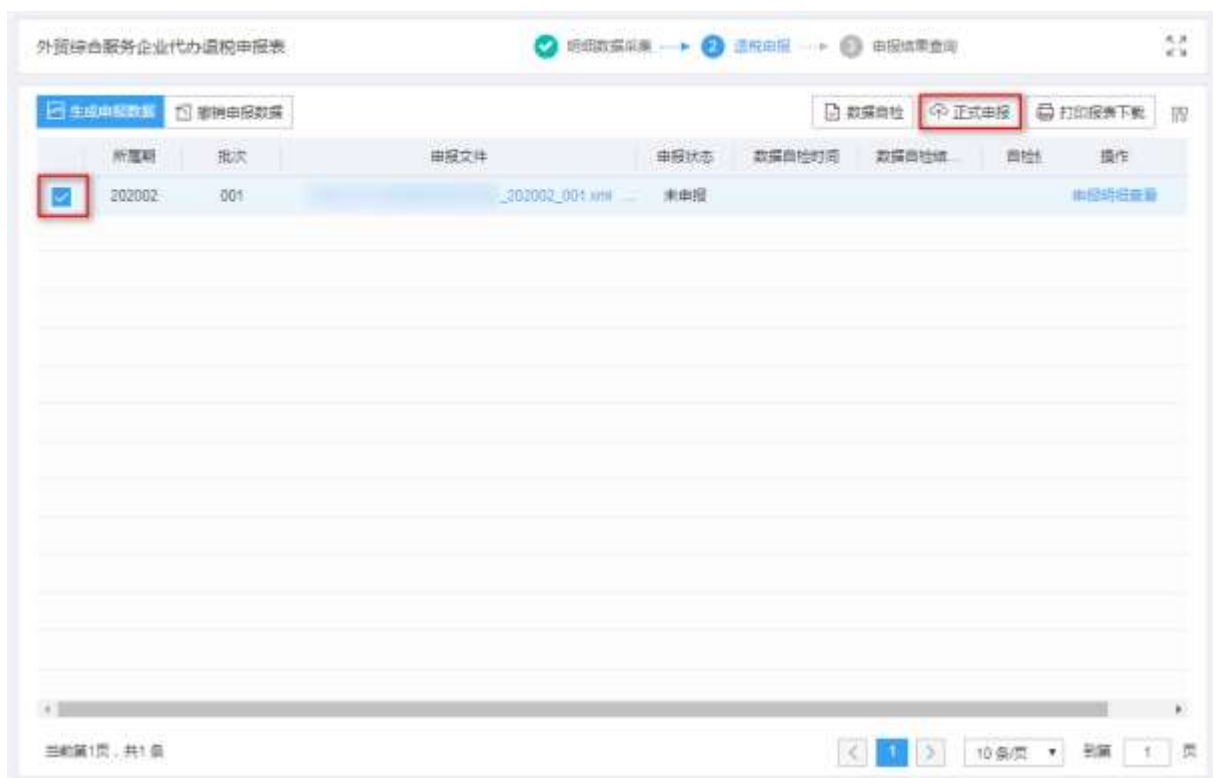 外贸综合服务企业代办退税申报表 明细数据采集 2 退税申报 3 申报结果查询
生成申报数据 撤销申报数据 数据自检 正式申报 打印报表下载
所属期 批次 申报文件 申报状态 数据自检时间 数据自检结... 自检 操作
202002 001 _202002_001.xml ... 未申报 申报明细查看
当前第1页,共1条 1 10条/页 到第 1 页